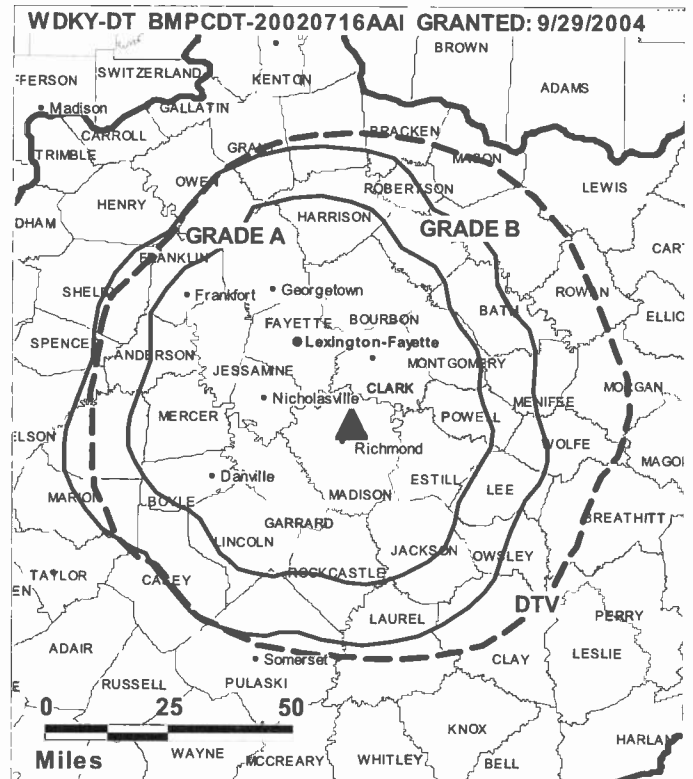 WDKY-DT BMPCDT-20020716AAI GRANTED: 9/29/2004
BROWN
SWITZERLAND
KENTON
FFERSON
ADAMS
Madison
GALLATIN
CARROLL
BRACKEN
TRIMBLE
GRANT
MASON
OWEN
LEWIS
HENRY
ROBERTSON
DHAM
HARRISON
GRADE A
GRADE B
CART
FRANKLIN
SHELBY
Frankfort
Georgetown
ROWAN
BATH
ELLIO
FAYETTE
BOURBON
SPENCE
Lexington-Fayette
ANDERSON
MONTGOMERY
JESSAMINE
CLARK
MORGAN
Nicholasville
MENIFEE
MERCER
POWELL
ELSON
WOLFE
Richmond
MAGO
Danville
ESTILL
MARION
BOYLE
MADISON
LEE
GARRARD
BREATHITT
LINCOLN
JACKSON
OWSLEY
ROCKCASTLE
TAYLOR
CASEY
EN
DTV
LAUREL
PERRY
ADAIR
LESLIE
Somerset
CLAY
RUSSELL
PULASKI
0 25 50
KNOX
HARLAN
Miles
WAYNE
MCCREARY
WHITLEY
BELL